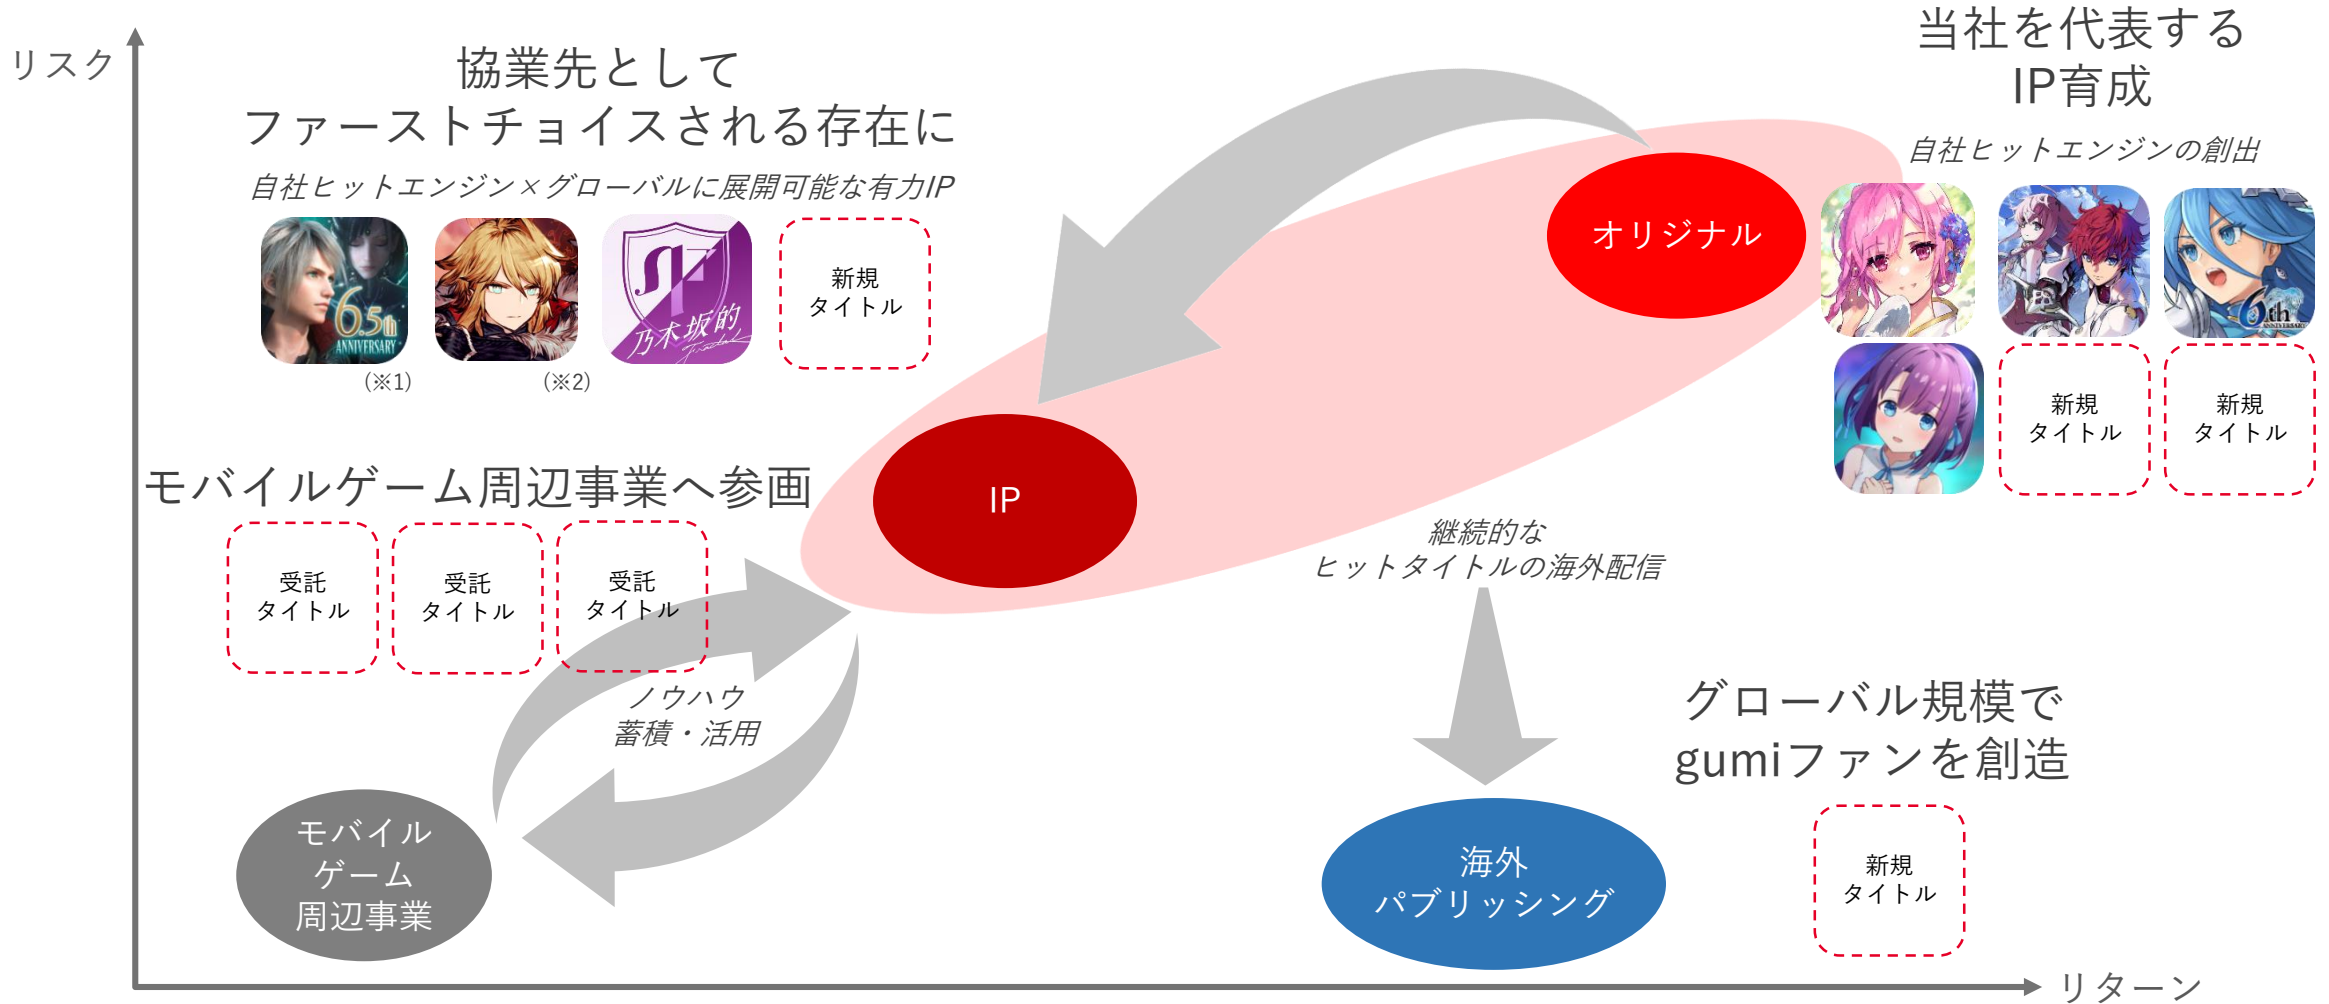 リスク
協業先として
ファーストチョイスされる存在に
自社ヒットエンジン×グローバルに展開可能な有力IP
6.5th
ANNIVERSARY
乃木坂的
(※1)
(※2)
新規
タイトル
当社を代表する
IP育成
自社ヒットエンジンの創出
オリジナル
6th
ANNIVERSARY
新規
タイトル
新規
タイトル
IP
モバイルゲーム周辺事業へ参画
受託
タイトル
受託
タイトル
受託
タイトル
ノウハウ
蓄積・活用
継続的な
ヒットタイトルの海外配信
モバイル
ゲーム
周辺事業
海外
パブリッシング
グローバル規模で
gumiファンを創造
新規
タイトル
リターン